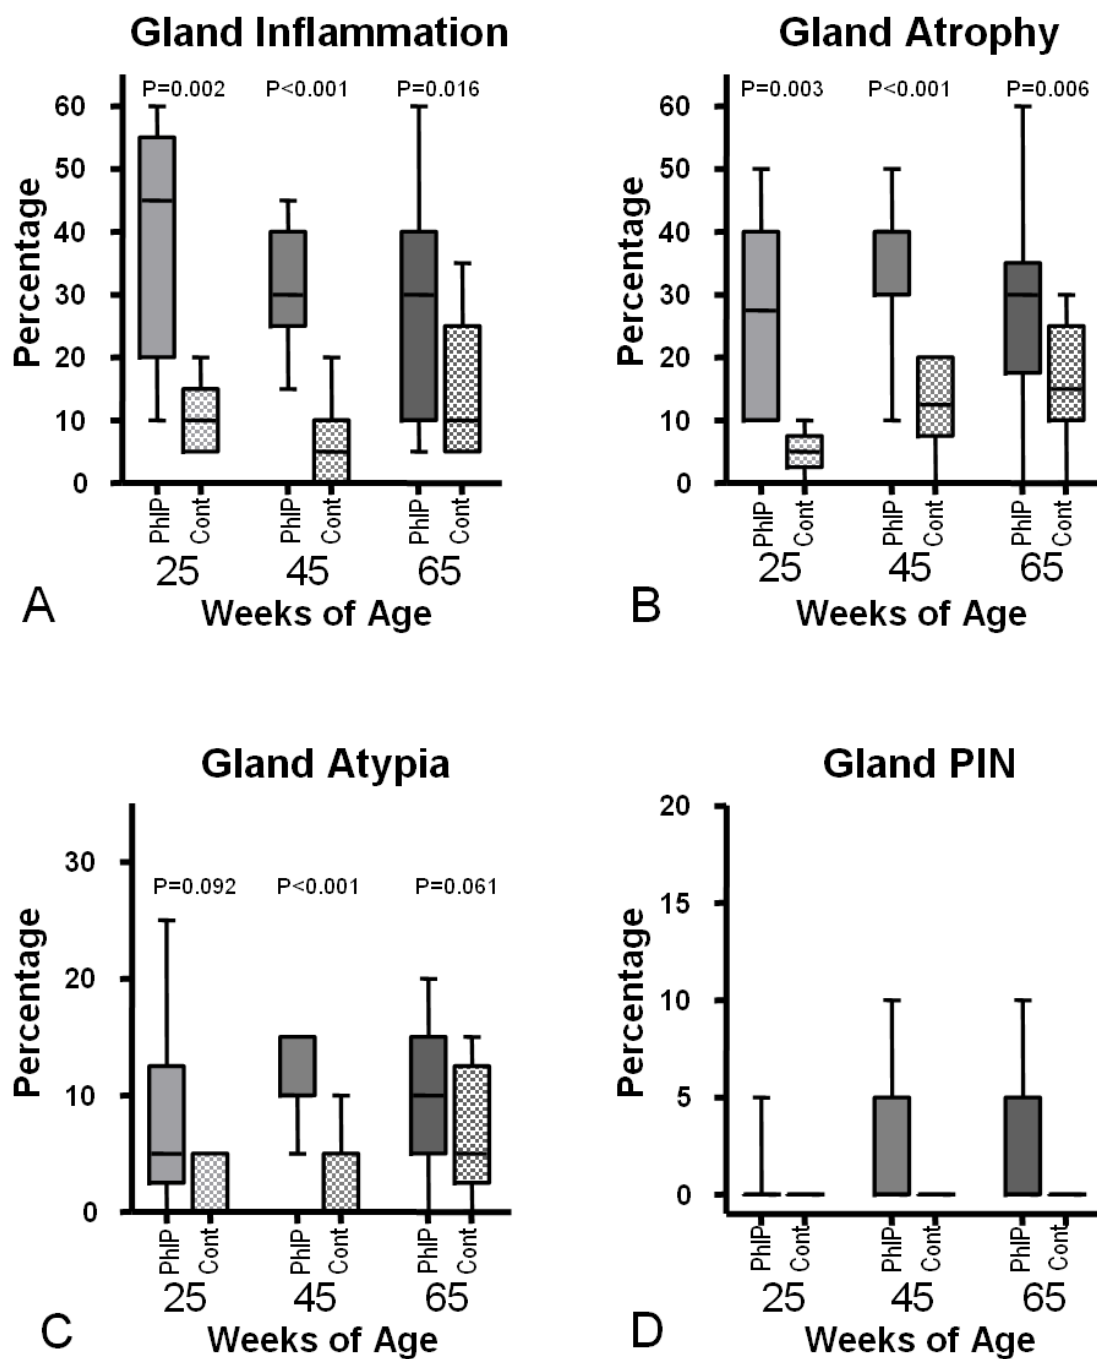 Gland Inflammation
P=0.002 P<0.001 P=0.016
60
50
40
30
20
10
0
Percentage
PhIP Cont PhIP Cont PhIP Cont
25 45 65
Weeks of Age
A
Gland Atrophy
P=0.003 P<0.001 P=0.006
60
50
40
30
20
10
0
Percentage
PhIP Cont PhIP Cont PhIP Cont
25 45 65
Weeks of Age
B
Gland Atypia
P=0.092 P<0.001 P=0.061
30
20
10
0
Percentage
PhIP Cont PhIP Cont PhIP Cont
25 45 65
Weeks of Age
C
Gland PIN
20
15
10
5
0
Percentage
PhIP Cont PhIP Cont PhIP Cont
25 45 65
Weeks of Age
D